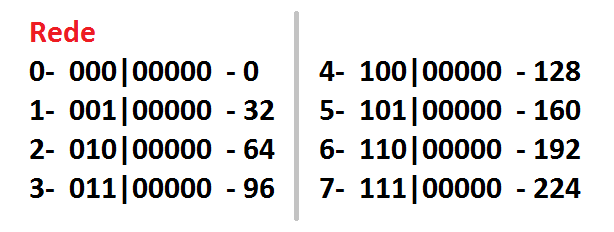 Rede
0- 000|00000 - 0
1- 001|00000 - 32
2- 010|00000 - 64
3- 011|00000 - 96
4- 100|00000 - 128
5- 101|00000 - 160
6- 110|00000 - 192
7- 111|00000 - 224